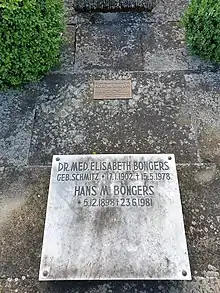 DR. MED. ELISABETH BONGERS
GEB. SCHMITZ * 17.1.1902 + 15.5.1978
HANS M. BONGERS
* 5.12.1898 + 23.6.1981